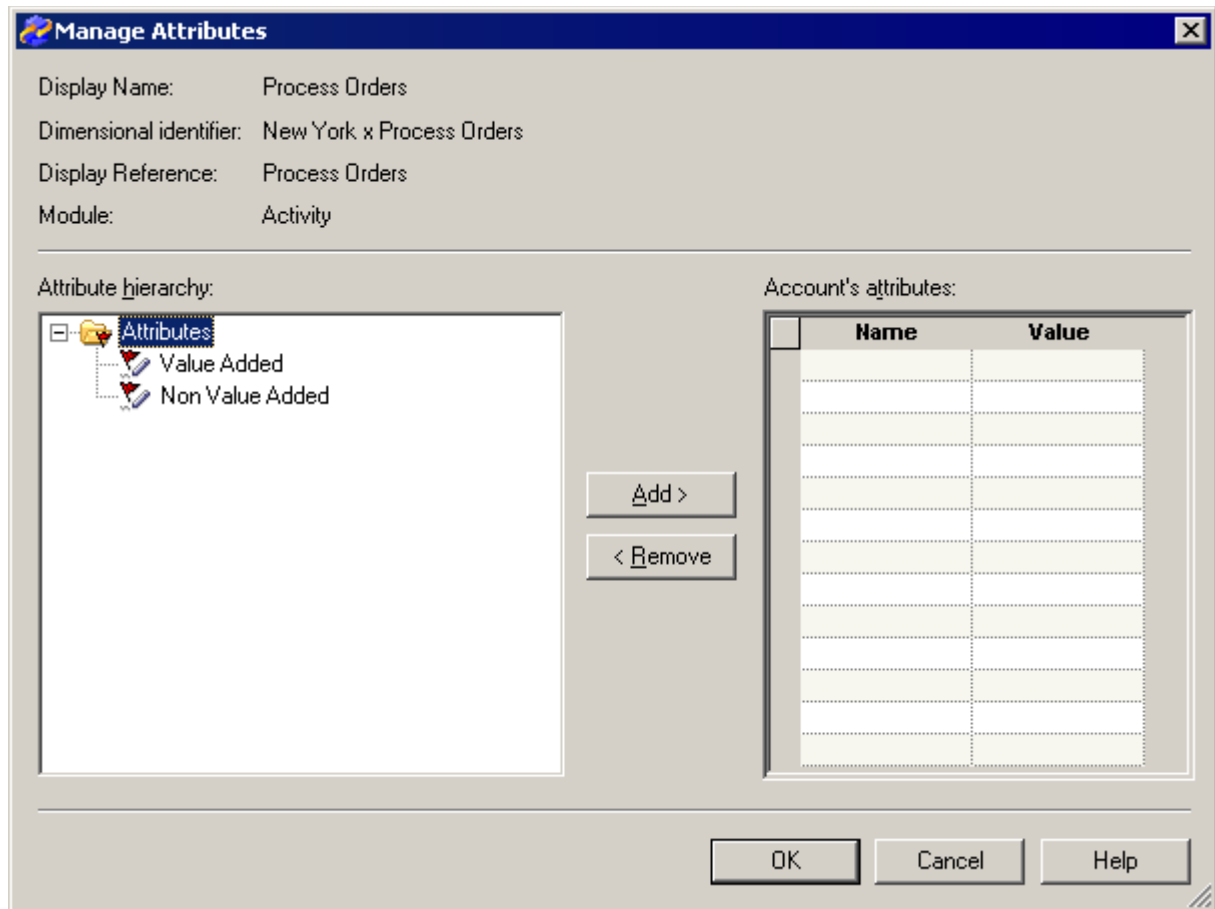 Manage Attributes
Display Name: Process Orders
Dimensional identifier: New York x Process Orders
Display Reference: Process Orders
Module: Activity
Attribute hierarchy:
Attributes
Value Added
Non Value Added
Add >
< Remove
Account's attributes:
Name Value
OK Cancel Help